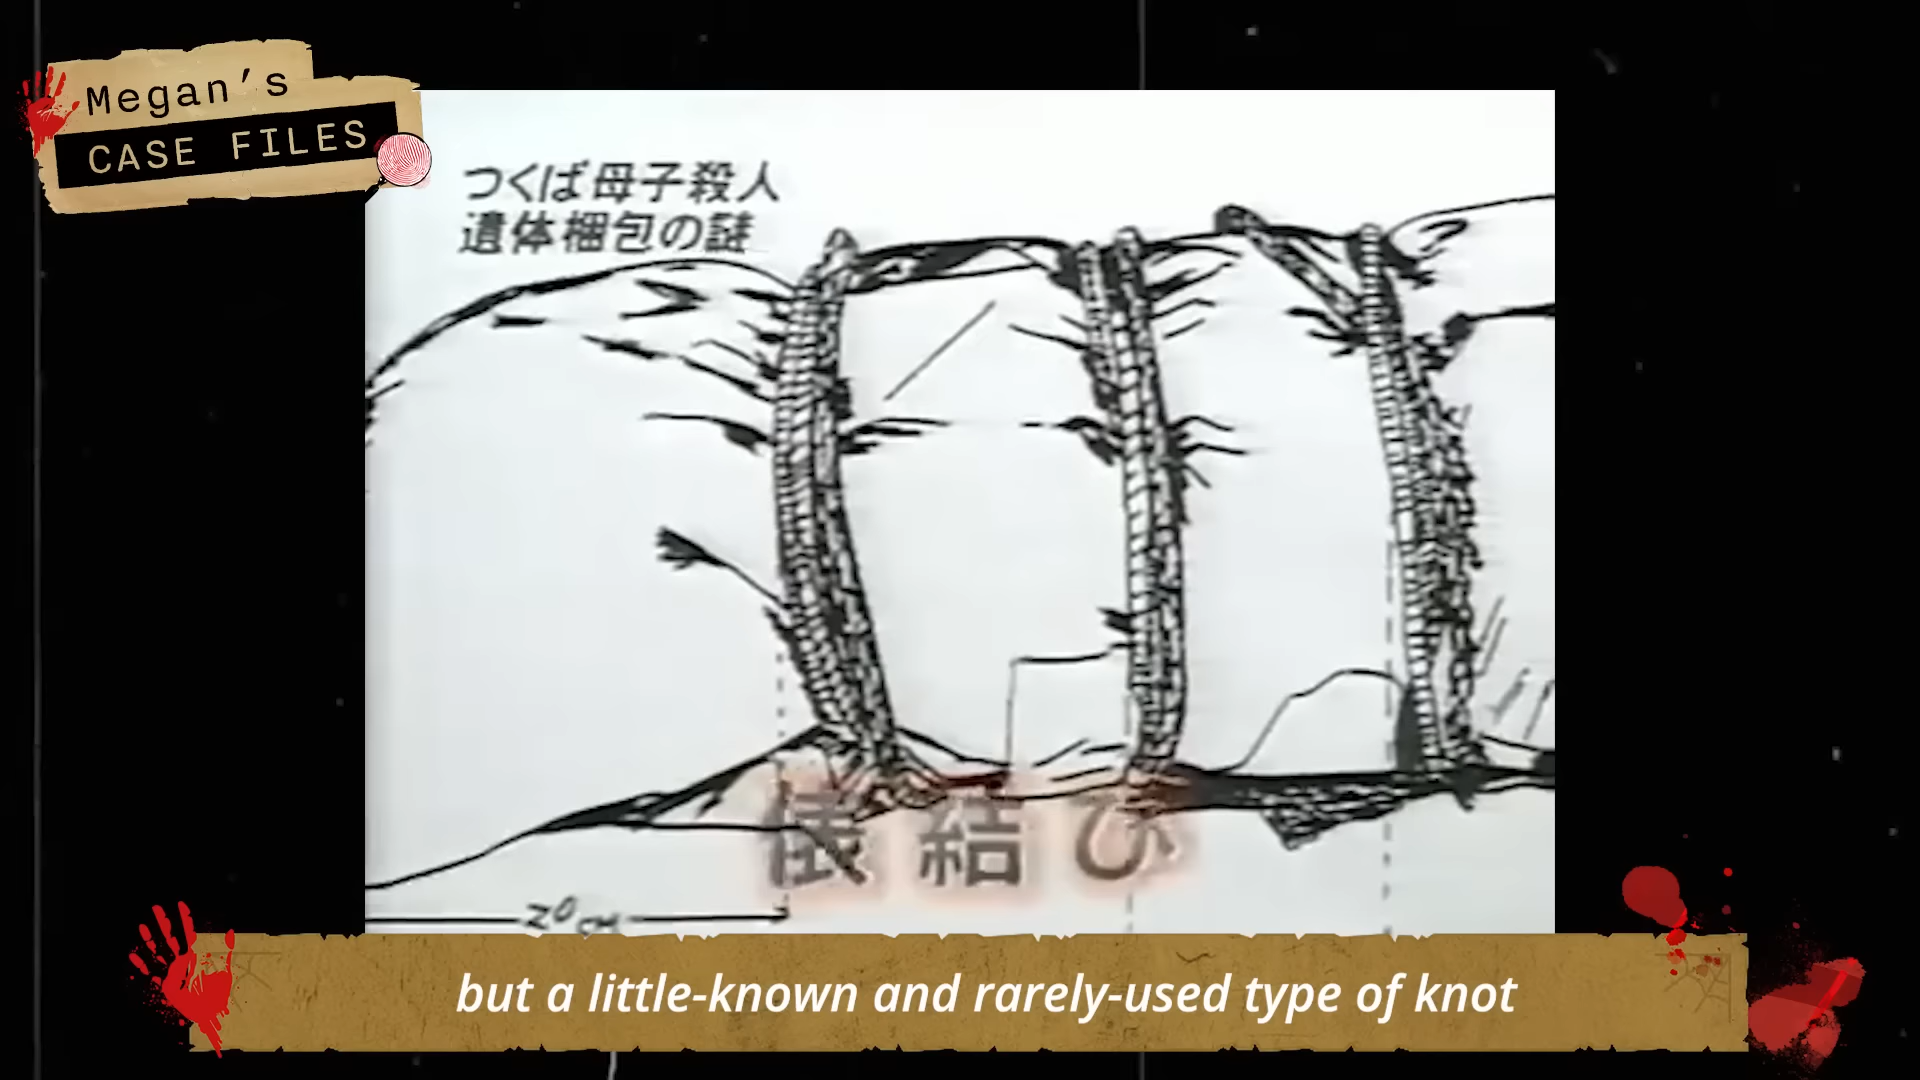 Megan's
CASE FILES
つくば母子殺人
遺体梱包の謎
俵結び
20cm
but a little-known and rarely-used type of knot